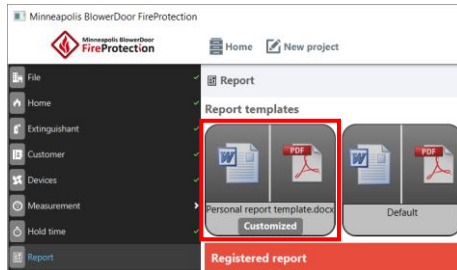 Minneapolis BlowerDoor FireProtection
Minneapolis BlowerDoor
FireProtection
Home
New project
File
Home
Extinguishant
Customer
Devices
Measurement
Hold time
Report
Report
Report templates
W
PDF
W
PDF
Personal report template.docx
Customized
Default
Registered report